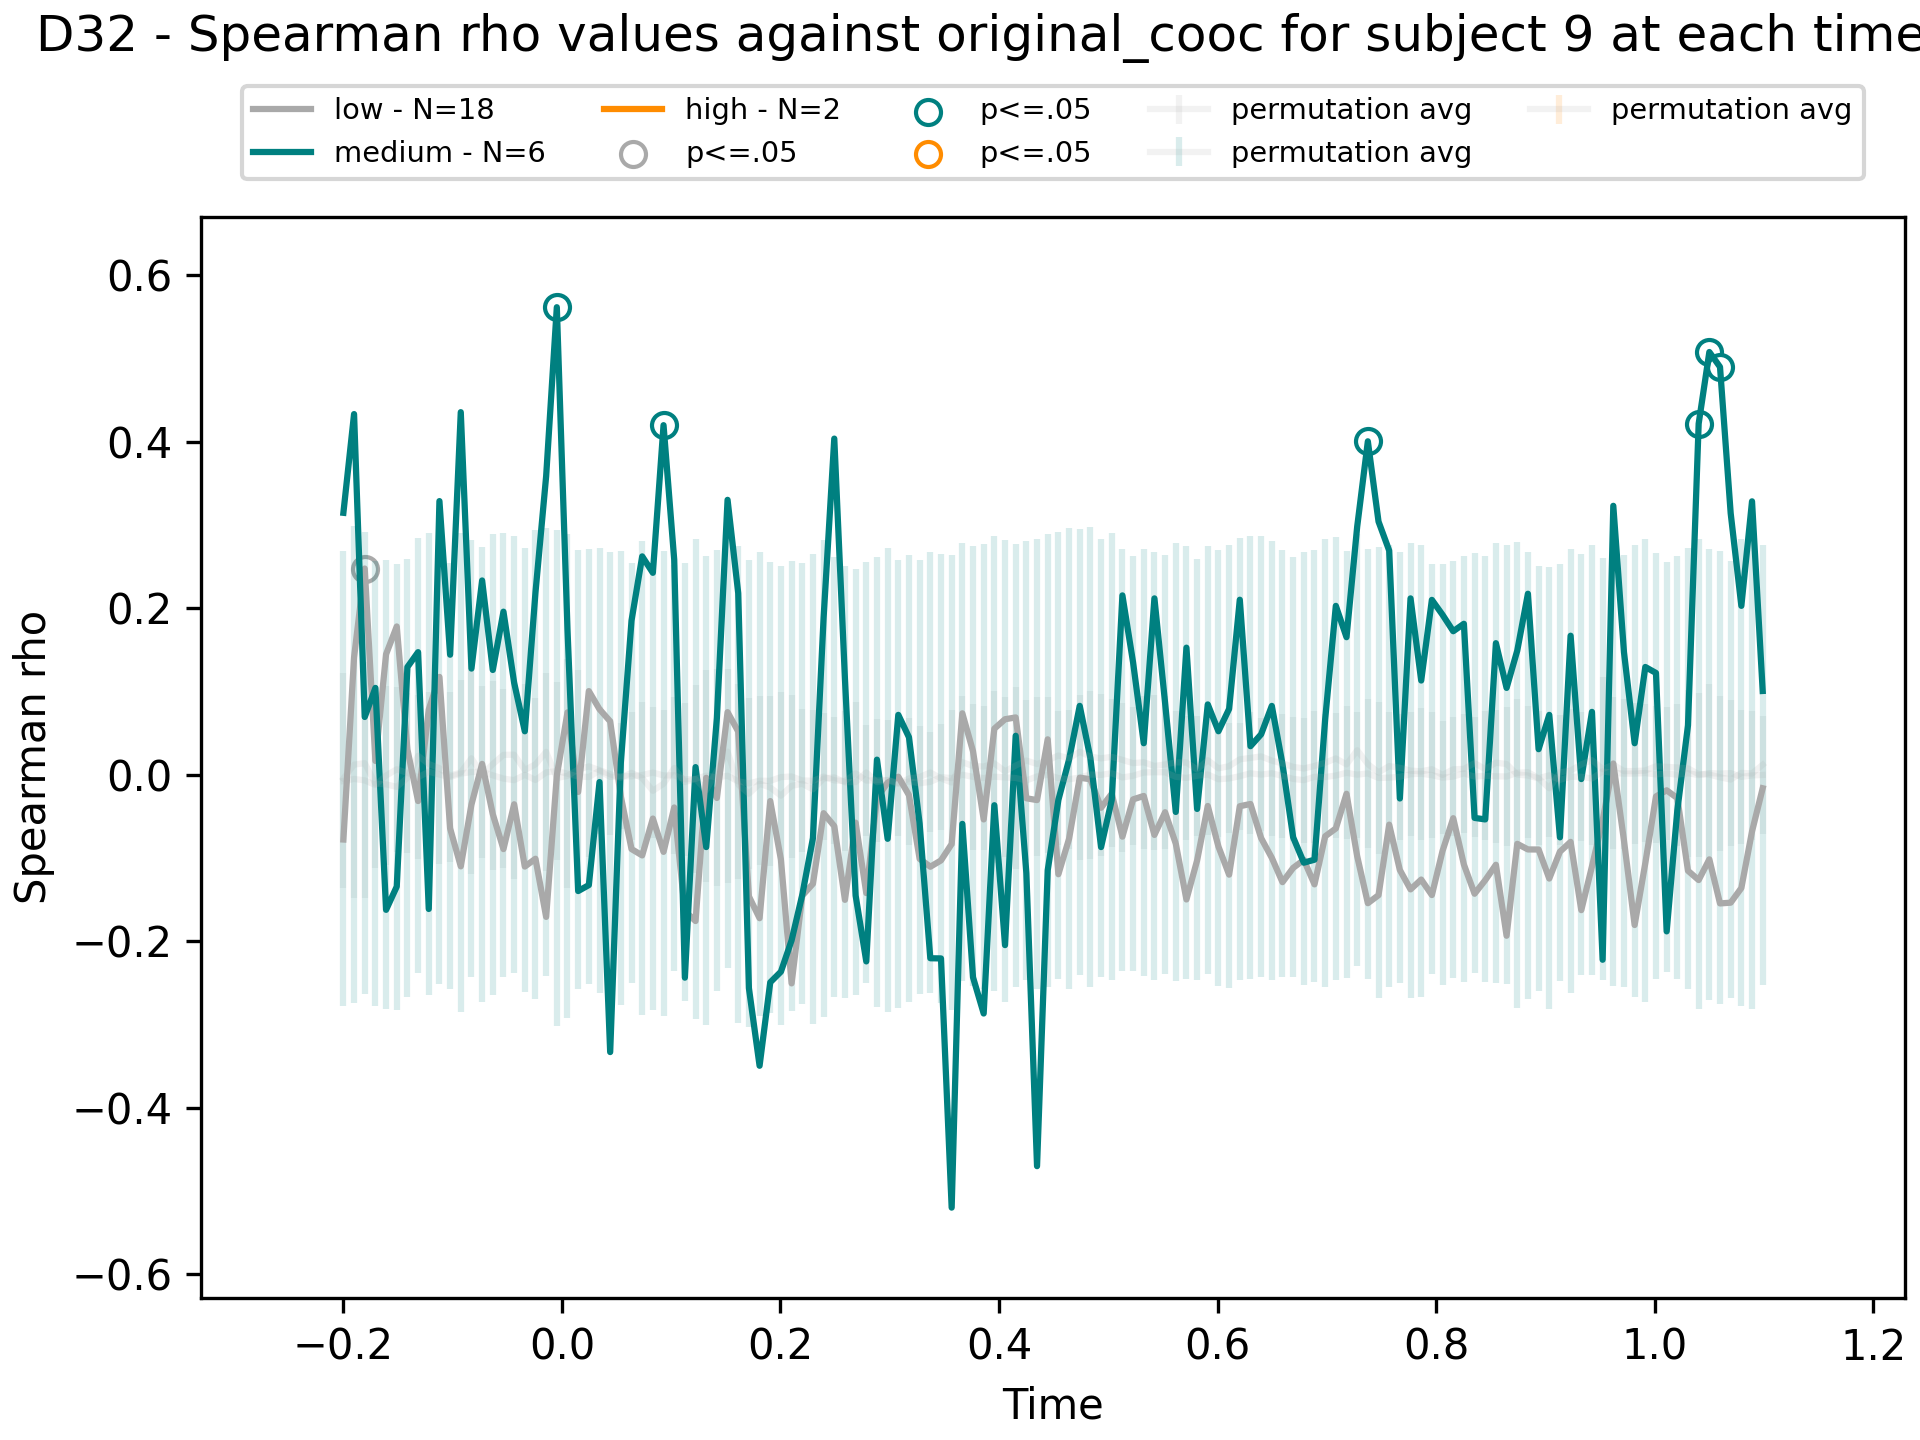 D32 - Spearman rho values against original_cooc for subject 9 at each time
low - N=18
medium - N=6
high - N=2
p<=.05
p<=.05
p<=.05
permutation avg
permutation avg
permutation avg
0.6
0.4
0.2
0.0
−0.2
−0.4
−0.6
Spearman rho
−0.2
0.0
0.2
0.4
0.6
0.8
1.0
1.2
Time